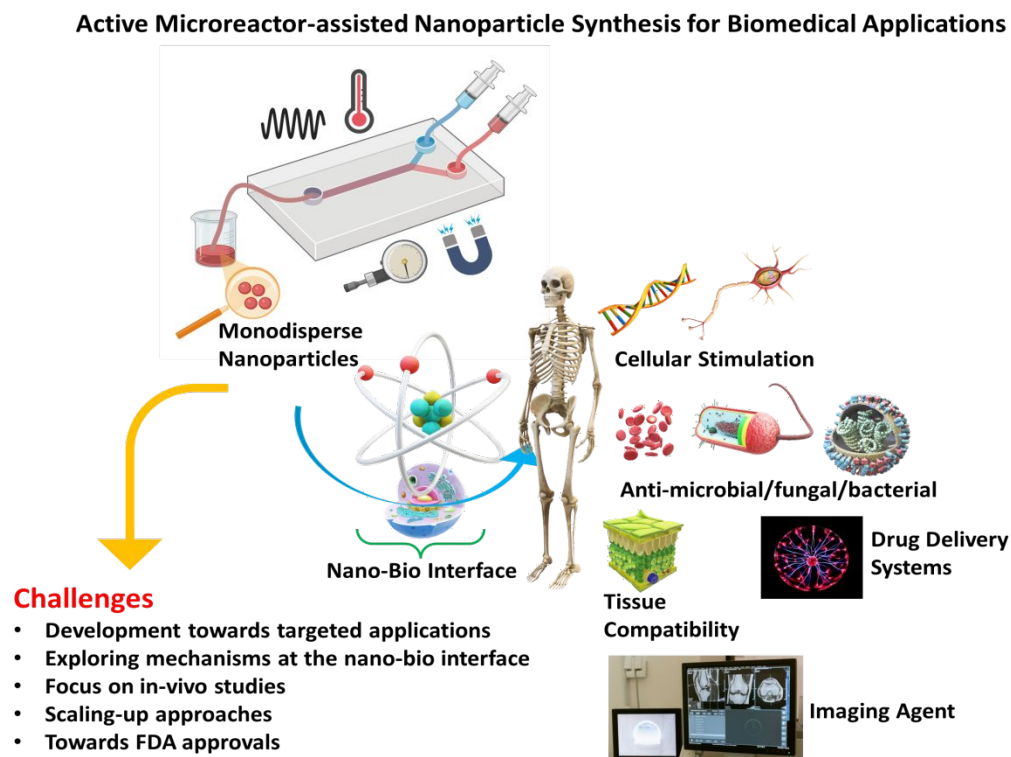 Active Microreactor-assisted Nanoparticle Synthesis for Biomedical Applications
Monodisperse
Nanoparticles
Cellular Stimulation
Anti-microbial/fungal/bacterial
Nano-Bio Interface
Drug Delivery
Systems
Tissue
Compatibility
Imaging Agent
Challenges
• Development towards targeted applications
• Exploring mechanisms at the nano-bio interface
• Focus on in-vivo studies
• Scaling-up approaches
• Towards FDA approvals